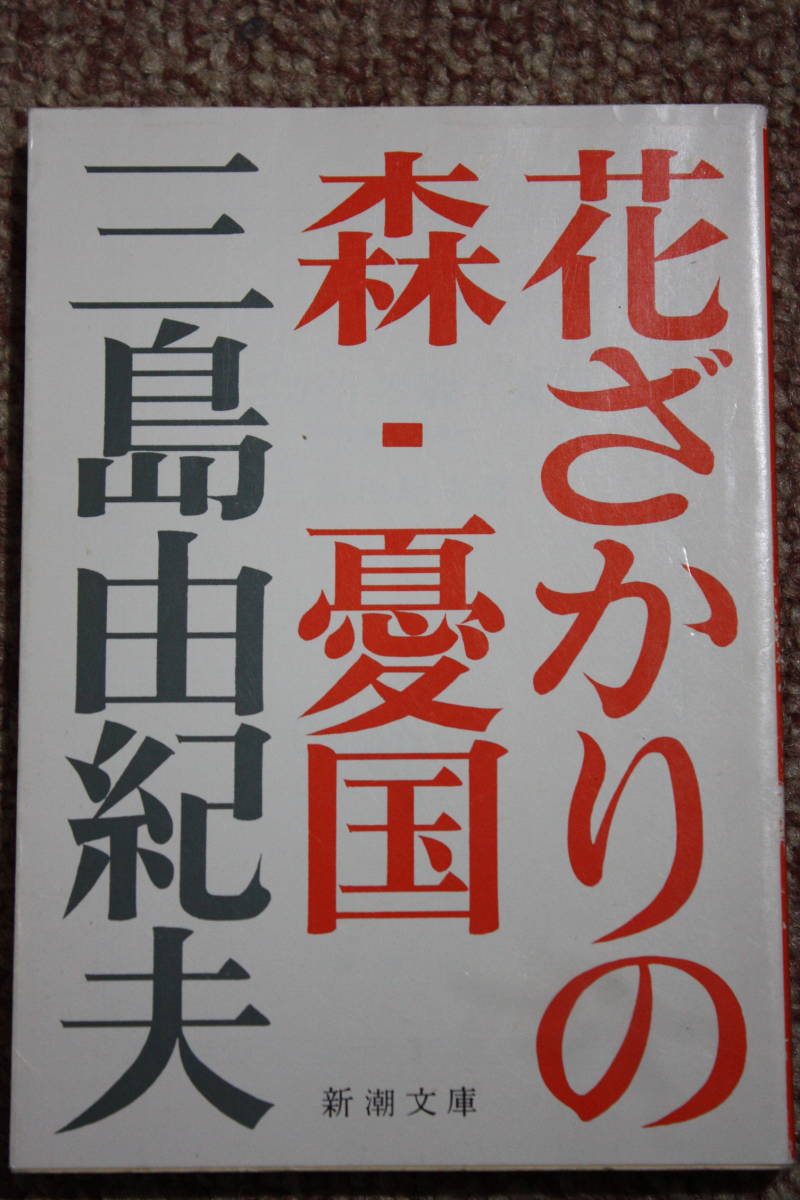 花ざかりの
森・憂国
三島由紀夫
新潮文庫